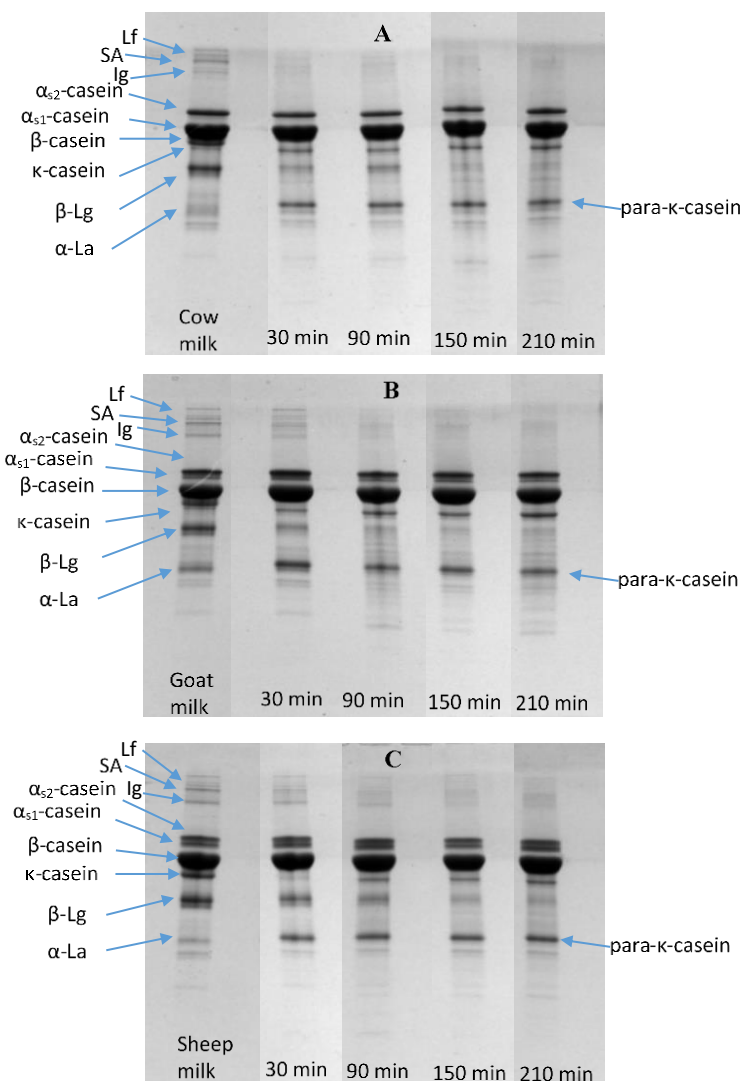 A
Lf
SA
Ig
αs2-casein
αs1-casein
β-casein
κ-casein
β-Lg
α-La
para-κ-casein
Cow
milk
30 min
90 min
150 min
210 min
B
Lf
SA
Ig
αs2-casein
αs1-casein
β-casein
κ-casein
β-Lg
α-La
para-κ-casein
Goat
milk
30 min
90 min
150 min
210 min
C
Lf
SA
αs2-casein
Ig
αs1-casein
β-casein
κ-casein
β-Lg
α-La
para-κ-casein
Sheep
milk
30 min
90 min
150 min
210 min